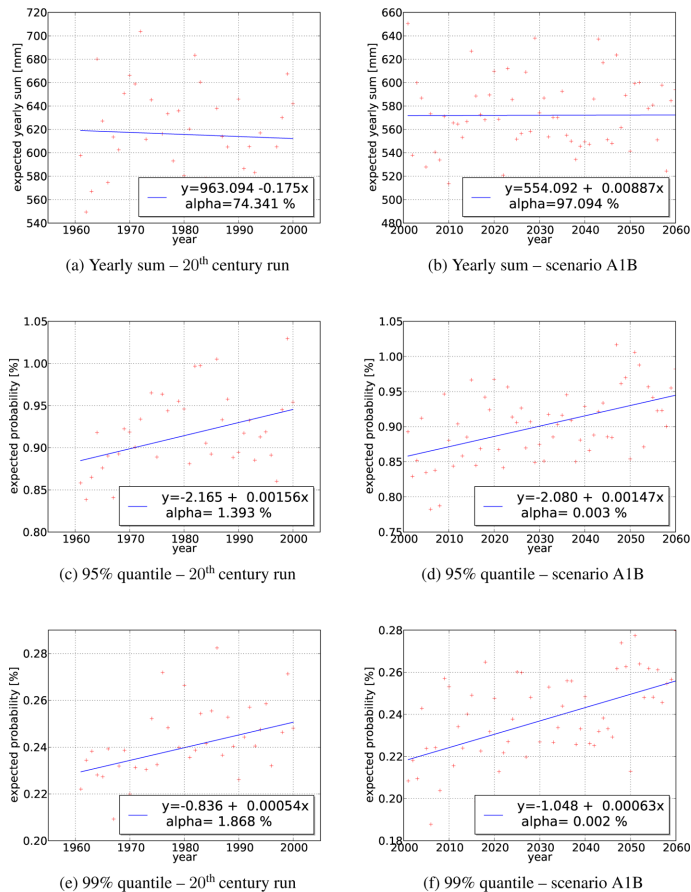 720
700
680
660
640
620
600
580
560
540
expected yearly sum [mm]
y=963.094 -0.175x
alpha=74.341 %
1960 1970 1980 1990 2000
year
(a) Yearly sum – 20th century run
660
640
620
600
580
560
540
520
500
480
expected yearly sum [mm]
y=554.092 + 0.00887x
alpha=97.094 %
2000 2010 2020 2030 2040 2050 2060
year
(b) Yearly sum – scenario A1B
1.05
1.00
0.95
0.90
0.85
0.80
expected probability [%]
y=-2.165 + 0.00156x
alpha= 1.393 %
1960 1970 1980 1990 2000
year
(c) 95% quantile – 20th century run
1.05
1.00
0.95
0.90
0.85
0.80
0.75
expected probability [%]
y=-2.080 + 0.00147x
alpha= 0.003 %
2000 2010 2020 2030 2040 2050 2060
year
(d) 95% quantile – scenario A1B
0.28
0.26
0.24
0.22
0.20
expected probability [%]
y=-0.836 + 0.00054x
alpha= 1.868 %
1960 1970 1980 1990 2000
year
(e) 99% quantile – 20th century run
0.28
0.26
0.24
0.22
0.20
0.18
expected probability [%]
y=-1.048 + 0.00063x
alpha= 0.002 %
2000 2010 2020 2030 2040 2050 2060
year
(f) 99% quantile – scenario A1B